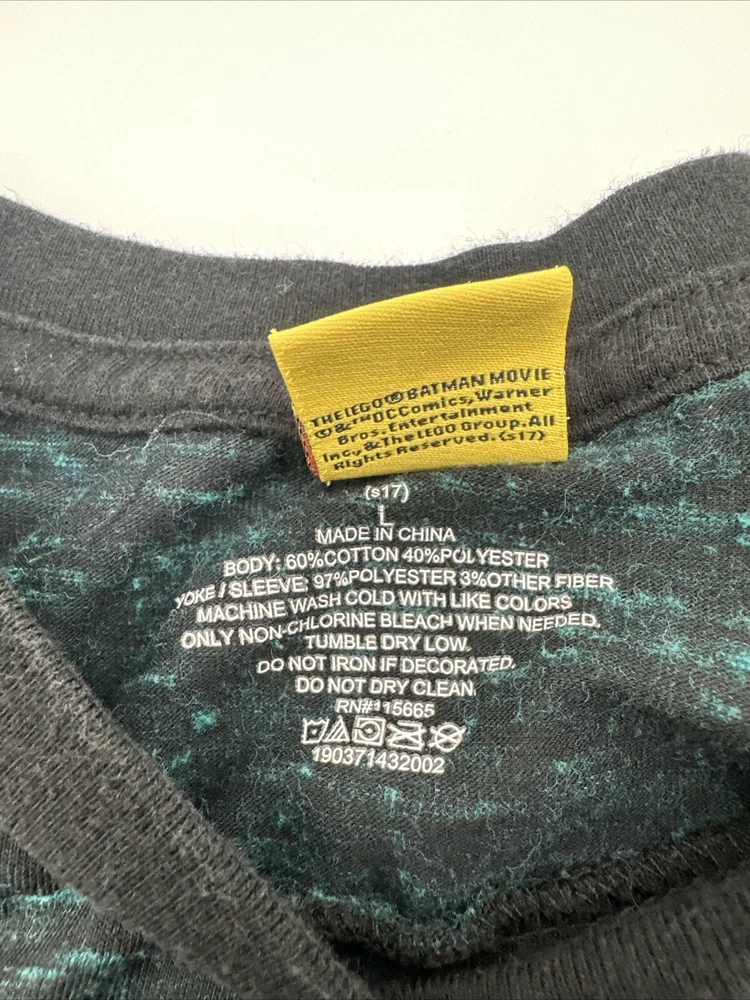 THE LEGO® BATMAN MOVIE
©&™DC Comics, Warner
Bros. Entertainment
Inc., & The LEGO Group. All
Rights Reserved. (s17)
(s17)
L
MADE IN CHINA
BODY: 60%COTTON 40%POLYESTER
YOKE / SLEEVE: 97%POLYESTER 3%OTHER FIBER
MACHINE WASH COLD WITH LIKE COLORS
ONLY NON-CHLORINE BLEACH WHEN NEEDED.
TUMBLE DRY LOW.
DO NOT IRON IF DECORATED.
DO NOT DRY CLEAN.
RN#115665
190371432002